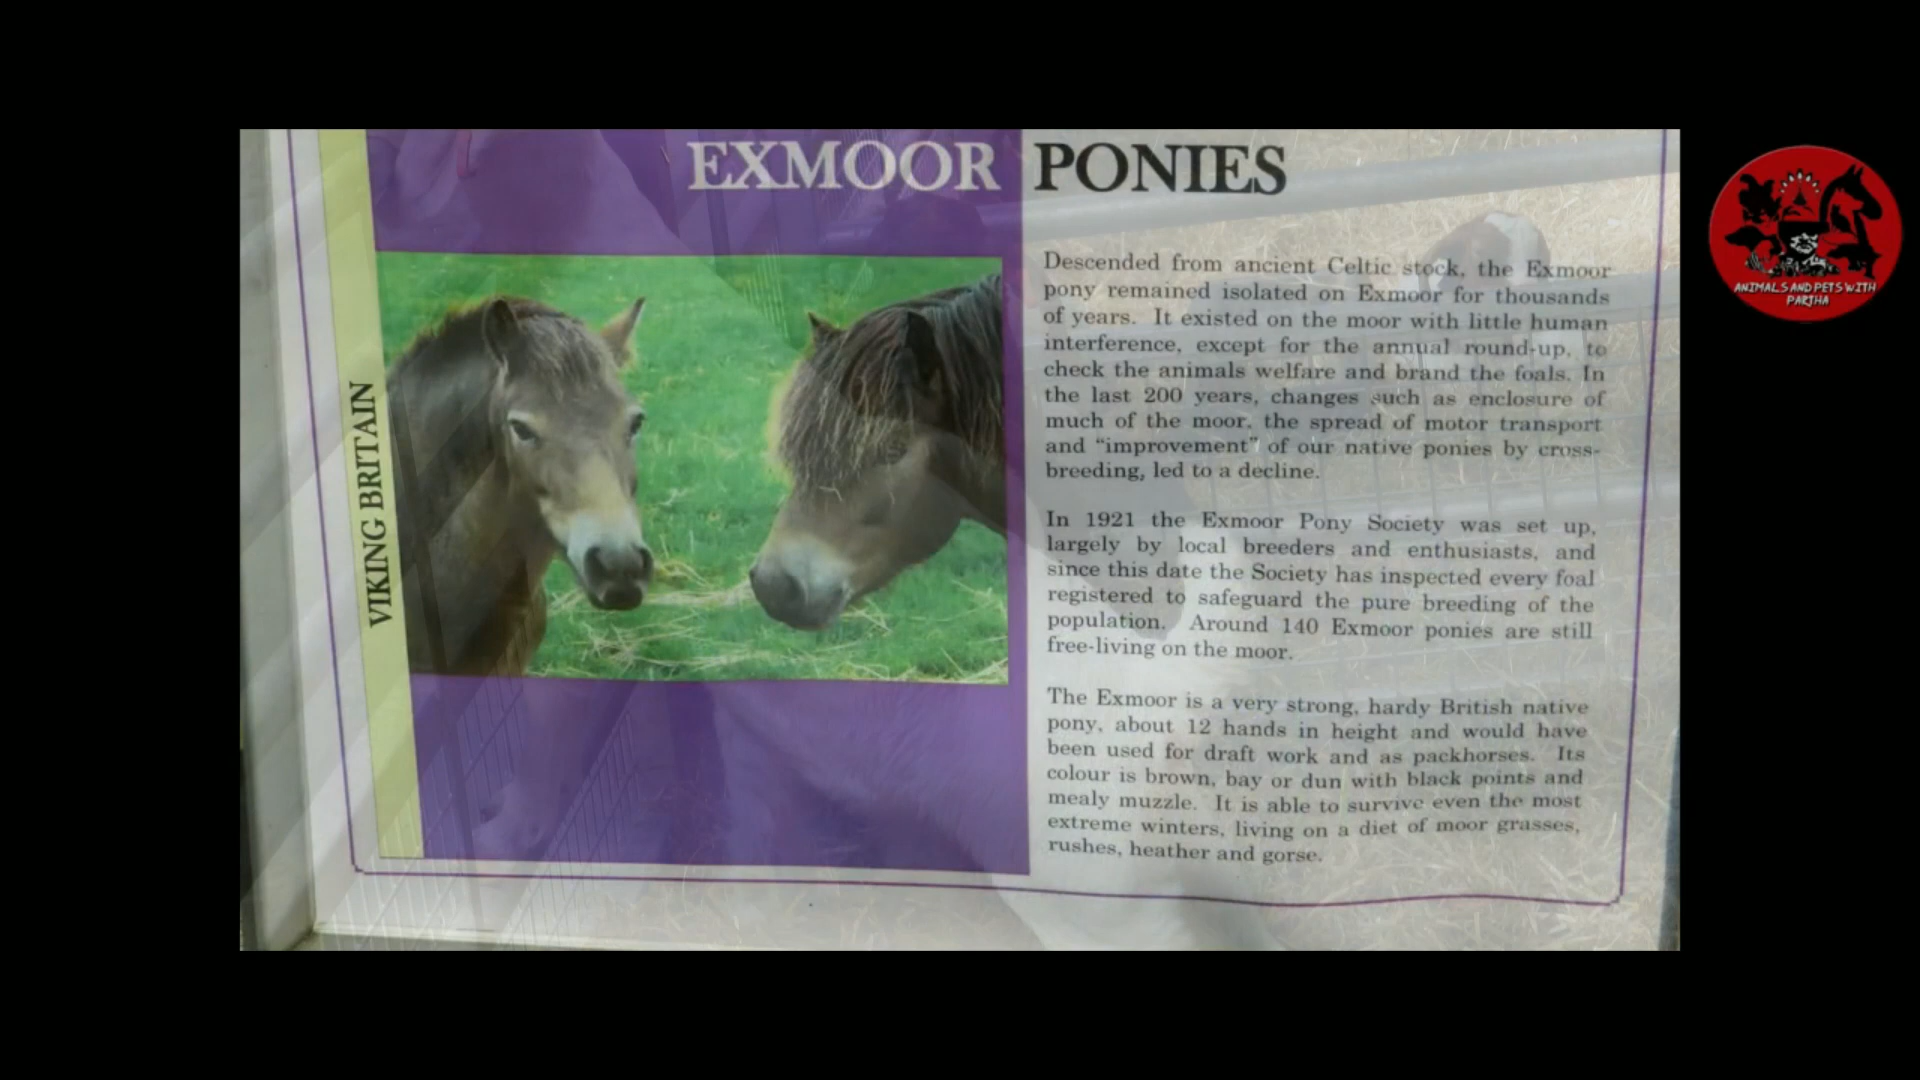 EXMOOR PONIES
VIKING BRITAIN
Descended from ancient Celtic stock, the Exmoor
pony remained isolated on Exmoor for thousands
of years. It existed on the moor with little human
interference, except for the annual round-up, to
check the animals welfare and brand the foals. In
the last 200 years, changes such as enclosure of
much of the moor, the spread of motor transport
and “improvement” of our native ponies by cross-
breeding, led to a decline.
In 1921 the Exmoor Pony Society was set up,
largely by local breeders and enthusiasts, and
since this date the Society has inspected every foal
registered to safeguard the pure breeding of the
population. Around 140 Exmoor ponies are still
free-living on the moor.
The Exmoor is a very strong, hardy British native
pony, about 12 hands in height and would have
been used for draft work and as packhorses. Its
colour is brown, bay or dun with black points and
mealy muzzle. It is able to survive even the most
extreme winters, living on a diet of moor grasses,
rushes, heather and gorse.
ANIMALS AND PETS WITH
PARTHA